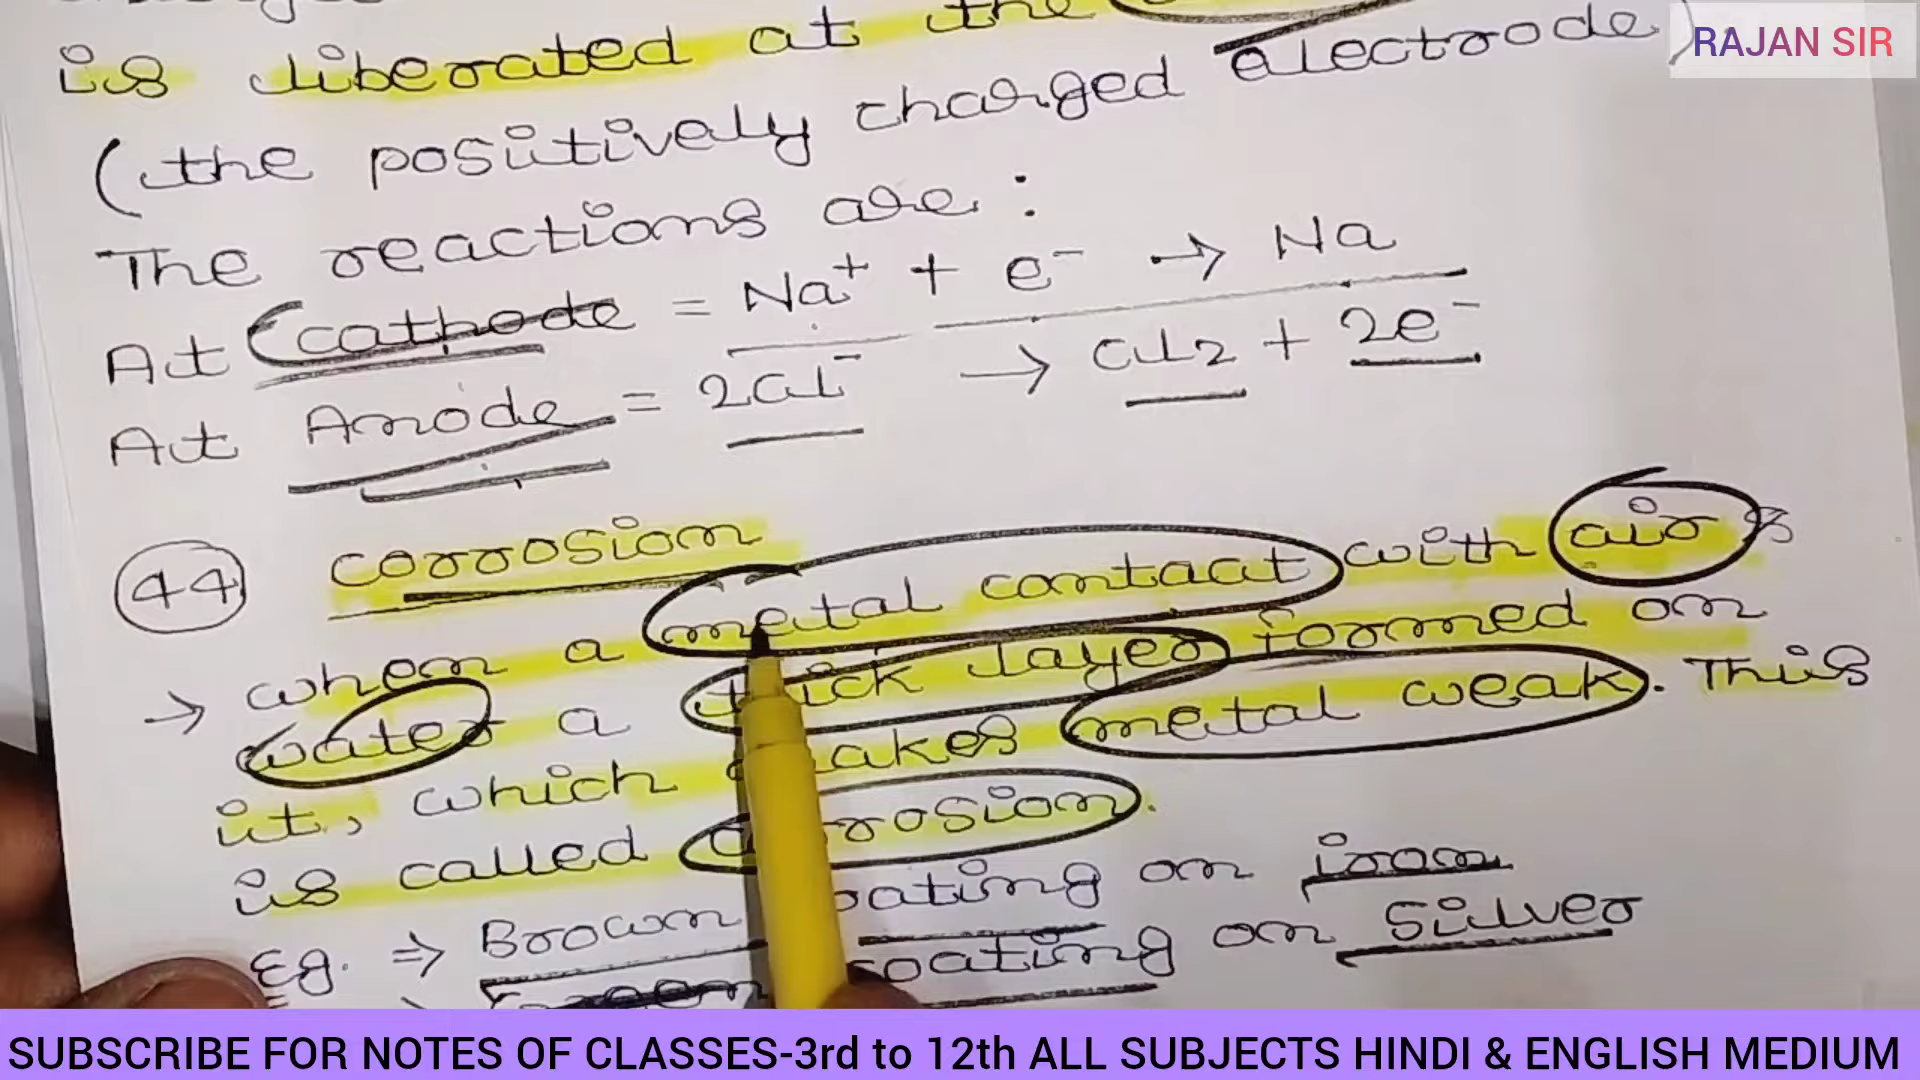 is liberated at the
(the positively charged electrode)
RAJAN SIR
The reactions are :
At cathode = Na⁺ + e⁻ → Na
At Anode = 2Cl⁻ → Cl2 + 2e⁻
44 Corrosion
→ when a metal contact with air &
water a thick layer formed on
it, which makes metal weak. This
is called corrosion.
Eg. ⇒ Brown coating on iron
coating on Silver
SUBSCRIBE FOR NOTES OF CLASSES-3rd to 12th ALL SUBJECTS HINDI & ENGLISH MEDIUM